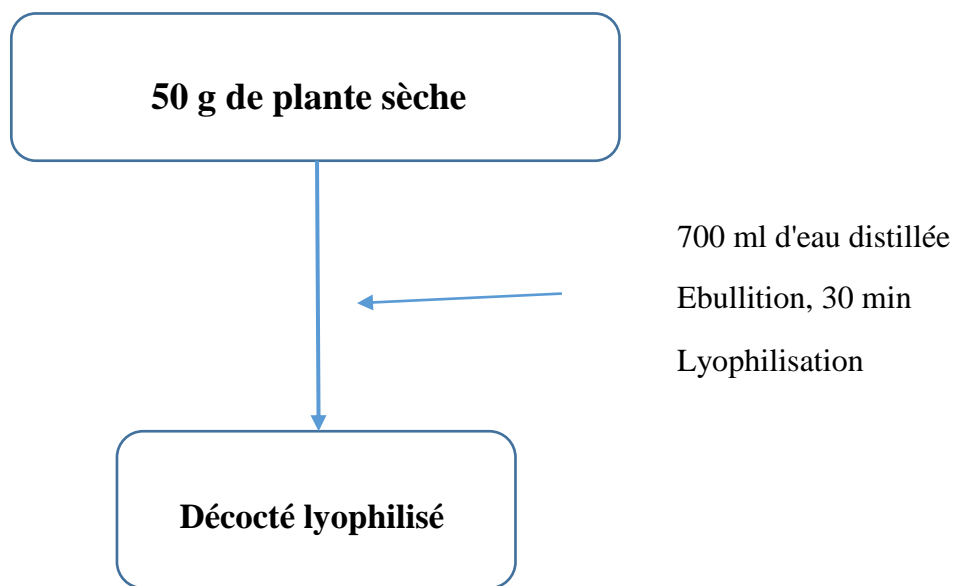 50 g de plante sèche
700 ml d'eau distillée
Ebullition, 30 min
Lyophilisation
Décocté lyophilisé